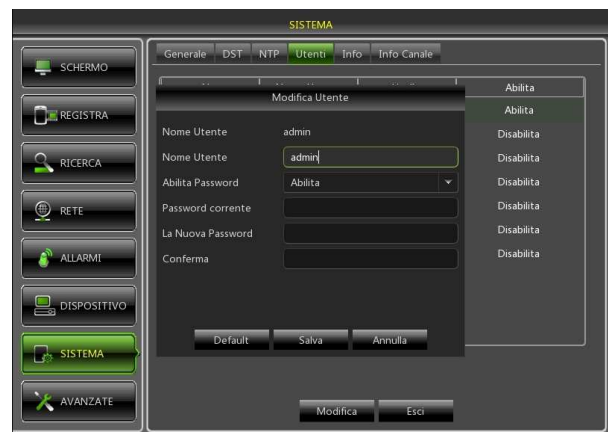 SISTEMA
SCHERMO
REGISTRA
RICERCA
RETE
ALLARMI
DISPOSITIVO
SISTEMA
AVANZATE
Generale DST NTP Utenti Info Info Canale
Abilita
Abilita
Disabilita
Disabilita
Disabilita
Disabilita
Disabilita
Disabilita
Modifica Utente
Nome Utente admin
Nome Utente admin
Abilita Password Abilita
Password corrente
La Nuova Password
Conferma
Default Salva Annulla
Modifica Esci